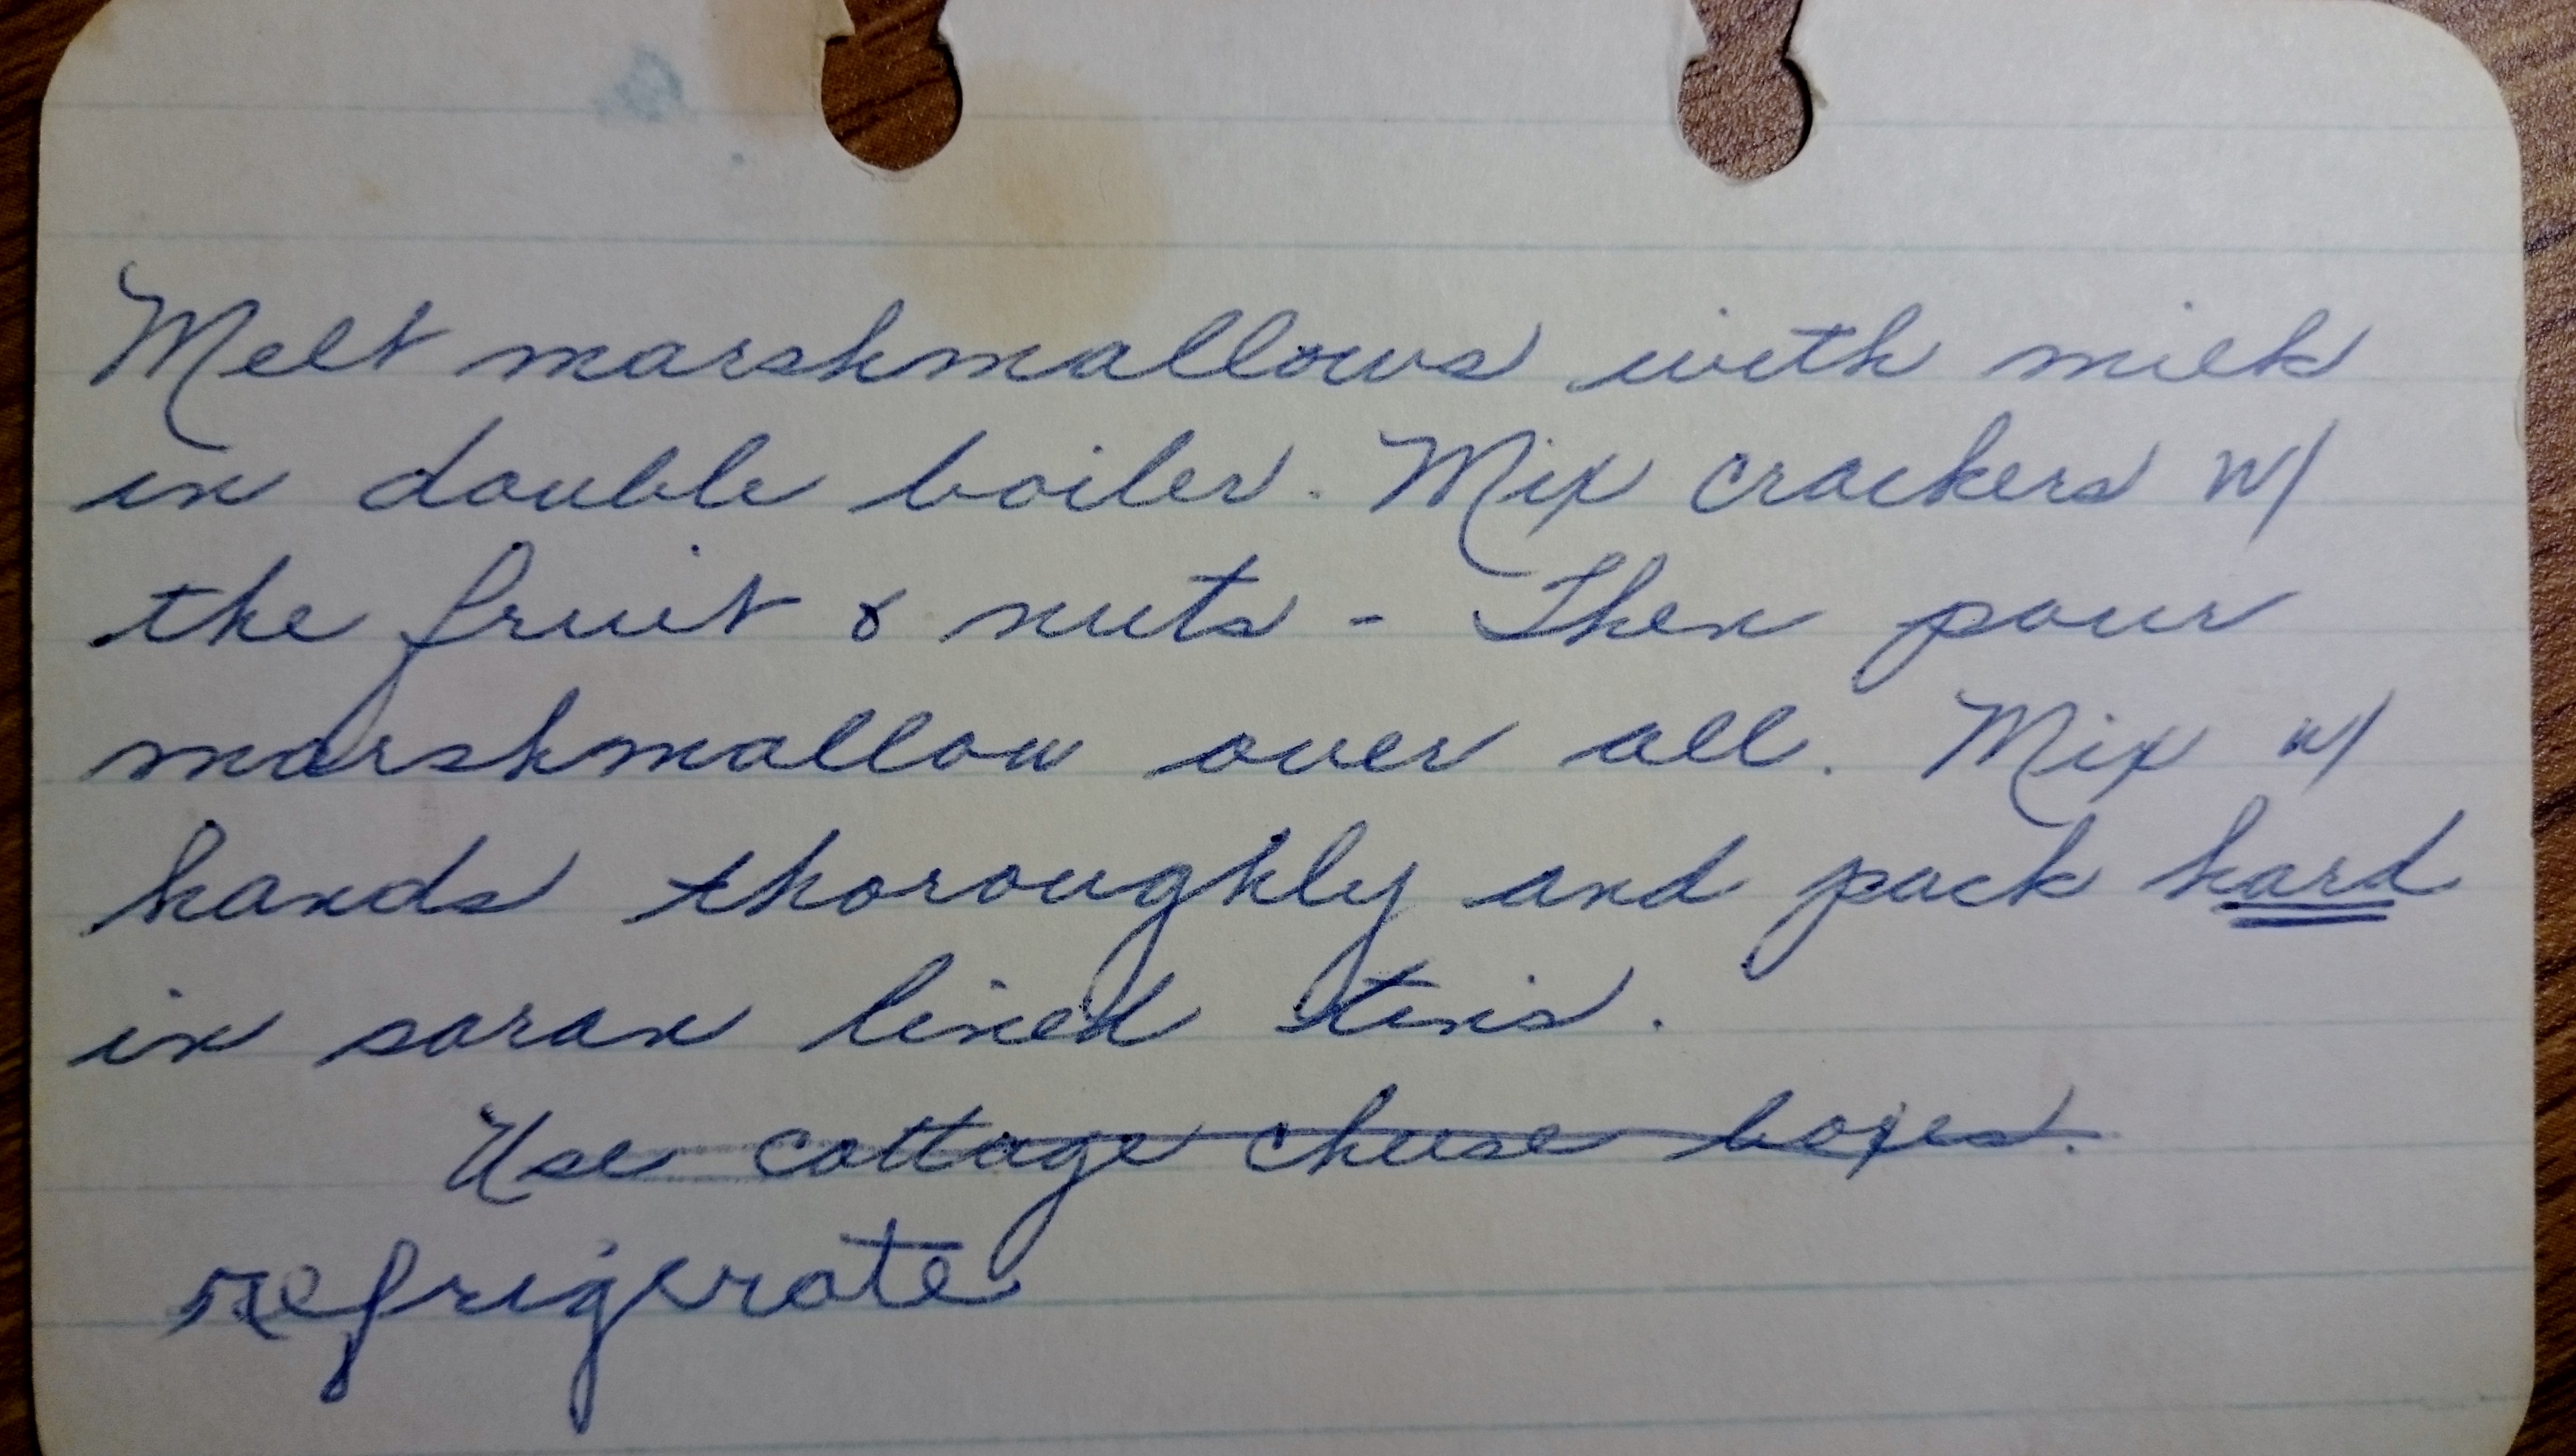 Melt marshmallows with milk
in double boiler. Mix crackers w/
the fruit & nuts - Then pour
marshmallow over all. Mix w/
hands thoroughly and pack hard
in saran lined tins.
Use cottage cheese boxes.
refrigerate